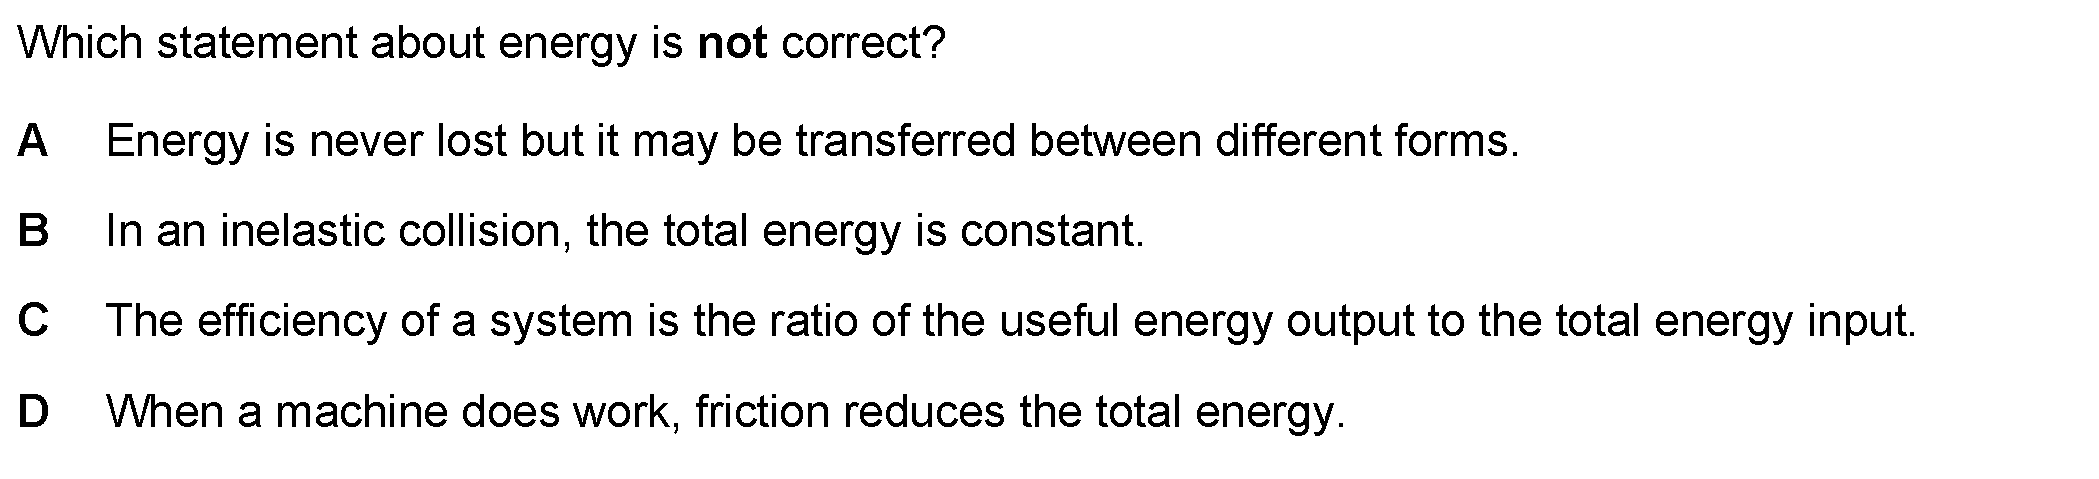 Which statement about energy is not correct?
A Energy is never lost but it may be transferred between different forms.
B In an inelastic collision, the total energy is constant.
C The efficiency of a system is the ratio of the useful energy output to the total energy input.
D When a machine does work, friction reduces the total energy.